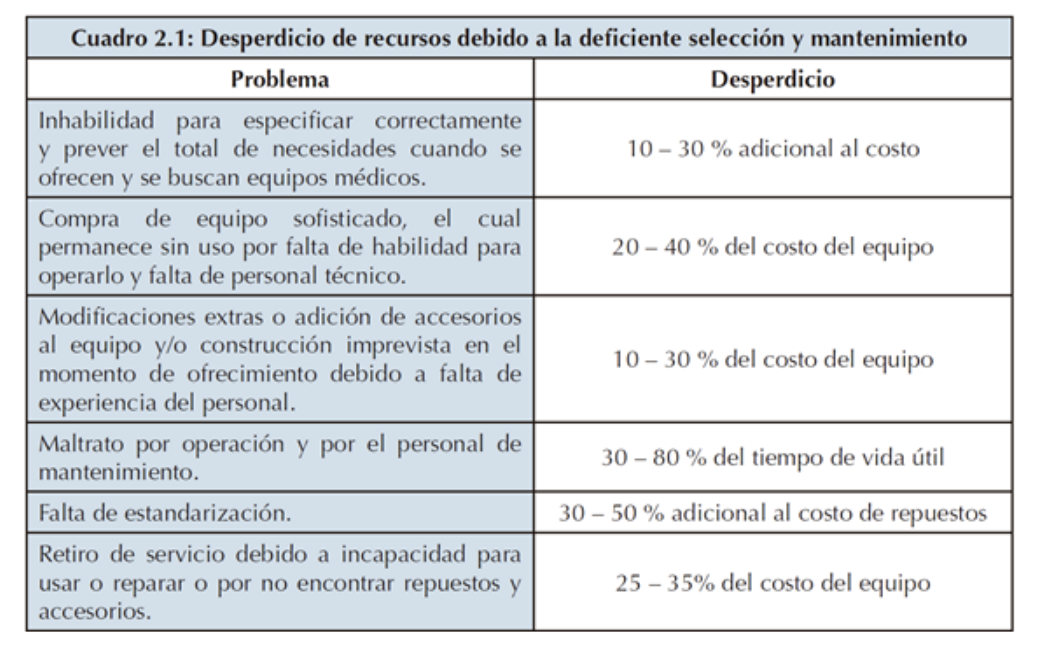 Cuadro 2.1: Desperdicio de recursos debido a la deficiente selección y mantenimiento
Problema
Desperdicio
Inhabilidad para especificar correctamente
y prever el total de necesidades cuando se
ofrecen y se buscan equipos médicos.
10 – 30 % adicional al costo
Compra de equipo sofisticado, el cual
permanece sin uso por falta de habilidad para
operarlo y falta de personal técnico.
20 – 40 % del costo del equipo
Modificaciones extras o adición de accesorios
al equipo y/o construcción imprevista en el
momento de ofrecimiento debido a falta de
experiencia del personal.
10 – 30 % del costo del equipo
Maltrato por operación y por el personal de
mantenimiento.
30 – 80 % del tiempo de vida útil
Falta de estandarización.
30 – 50 % adicional al costo de repuestos
Retiro de servicio debido a incapacidad para
usar o reparar o por no encontrar repuestos y
accesorios.
25 – 35% del costo del equipo